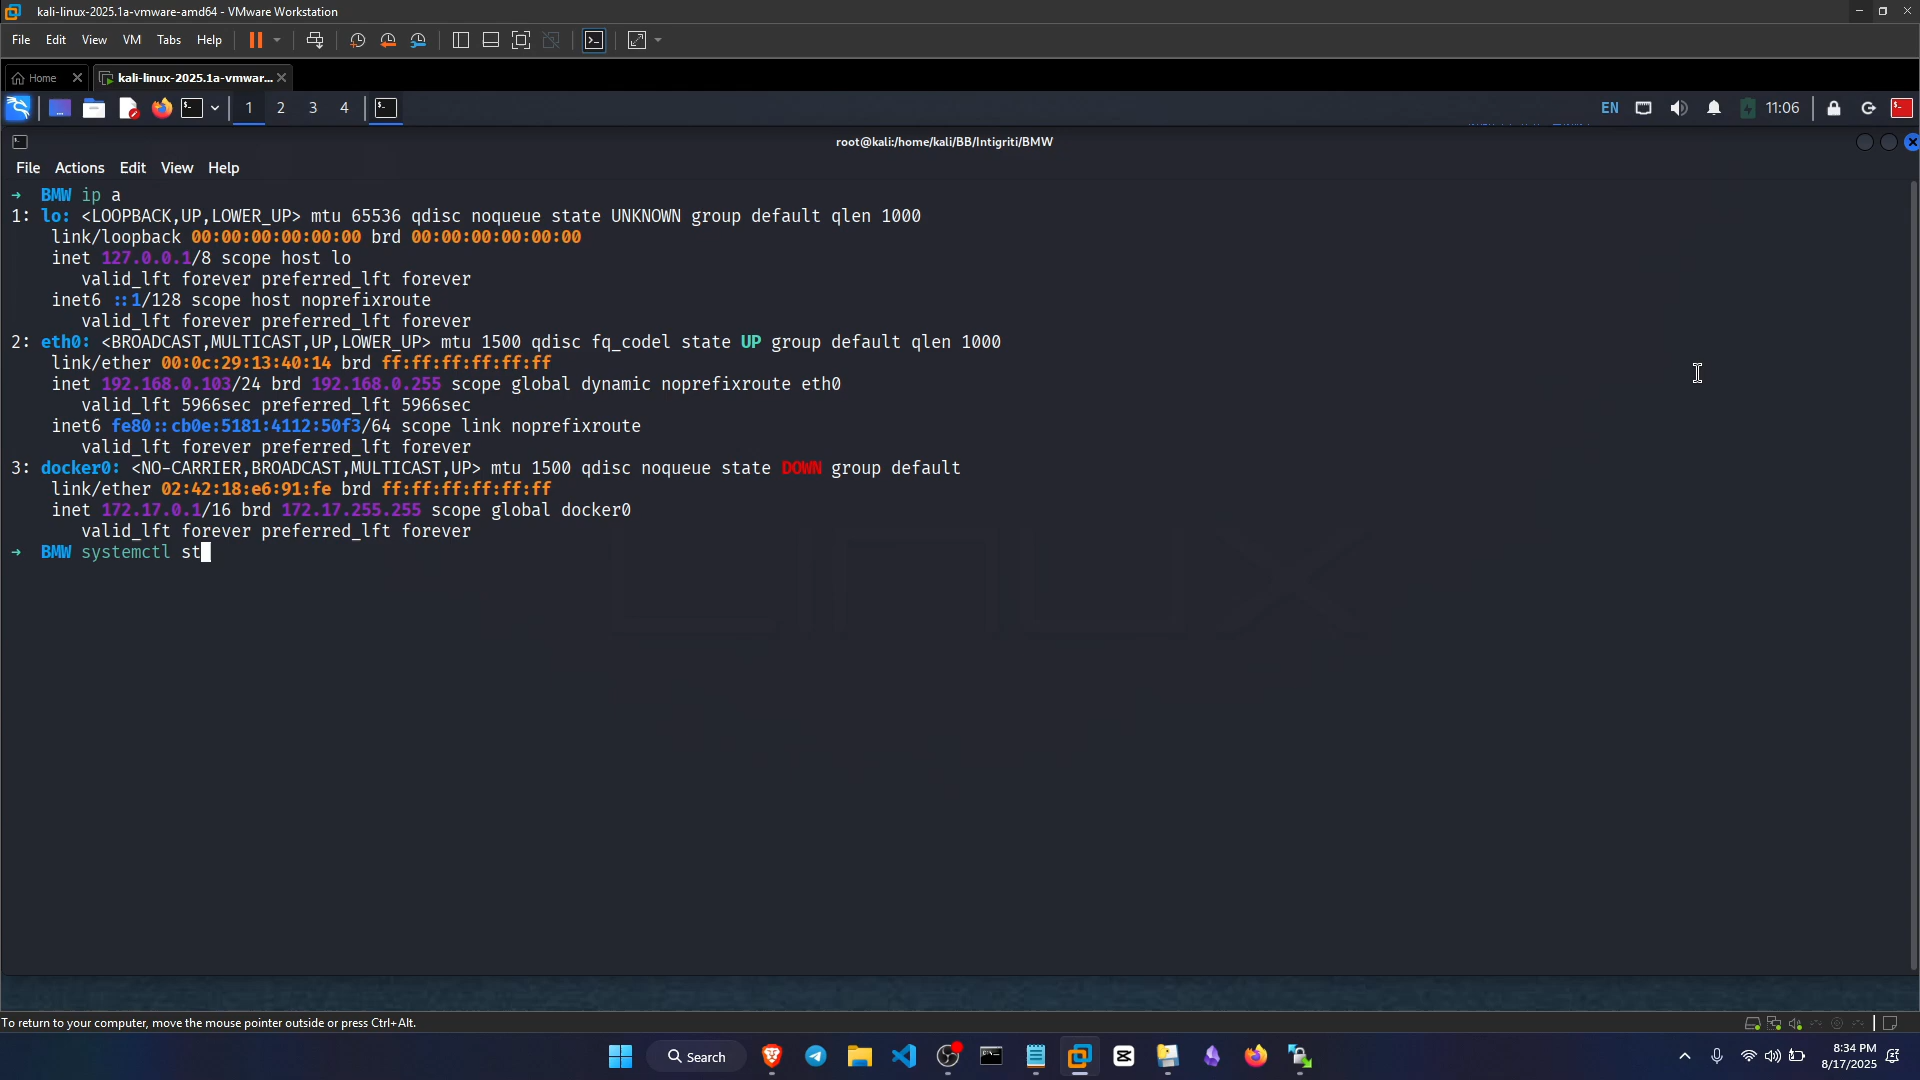 kali-linux-2025.1a-vmware-amd64 - VMware Workstation
File Edit View VM Tabs Help
Home kali-linux-2025.1a-vmwar...
1 2 3 4 EN 11:06
root@kali:/home/kali/BB/Intigriti/BMW
File Actions Edit View Help
→ BMW ip a
1: lo: <LOOPBACK,UP,LOWER_UP> mtu 65536 qdisc noqueue state UNKNOWN group default qlen 1000
link/loopback 00:00:00:00:00:00 brd 00:00:00:00:00:00
inet 127.0.0.1/8 scope host lo
valid_lft forever preferred_lft forever
inet6 ::1/128 scope host noprefixroute
valid_lft forever preferred_lft forever
2: eth0: <BROADCAST,MULTICAST,UP,LOWER_UP> mtu 1500 qdisc fq_codel state UP group default qlen 1000
link/ether 00:0c:29:13:40:14 brd ff:ff:ff:ff:ff:ff
inet 192.168.0.103/24 brd 192.168.0.255 scope global dynamic noprefixroute eth0
valid_lft 5966sec preferred_lft 5966sec
inet6 fe80::cb0e:5181:4112:50f3/64 scope link noprefixroute
valid_lft forever preferred_lft forever
3: docker0: <NO-CARRIER,BROADCAST,MULTICAST,UP> mtu 1500 qdisc noqueue state DOWN group default
link/ether 02:42:18:e6:91:fe brd ff:ff:ff:ff:ff:ff
inet 172.17.0.1/16 brd 172.17.255.255 scope global docker0
valid_lft forever preferred_lft forever
→ BMW systemctl st
To return to your computer, move the mouse pointer outside or press Ctrl+Alt.
Search
8:34 PM
8/17/2025